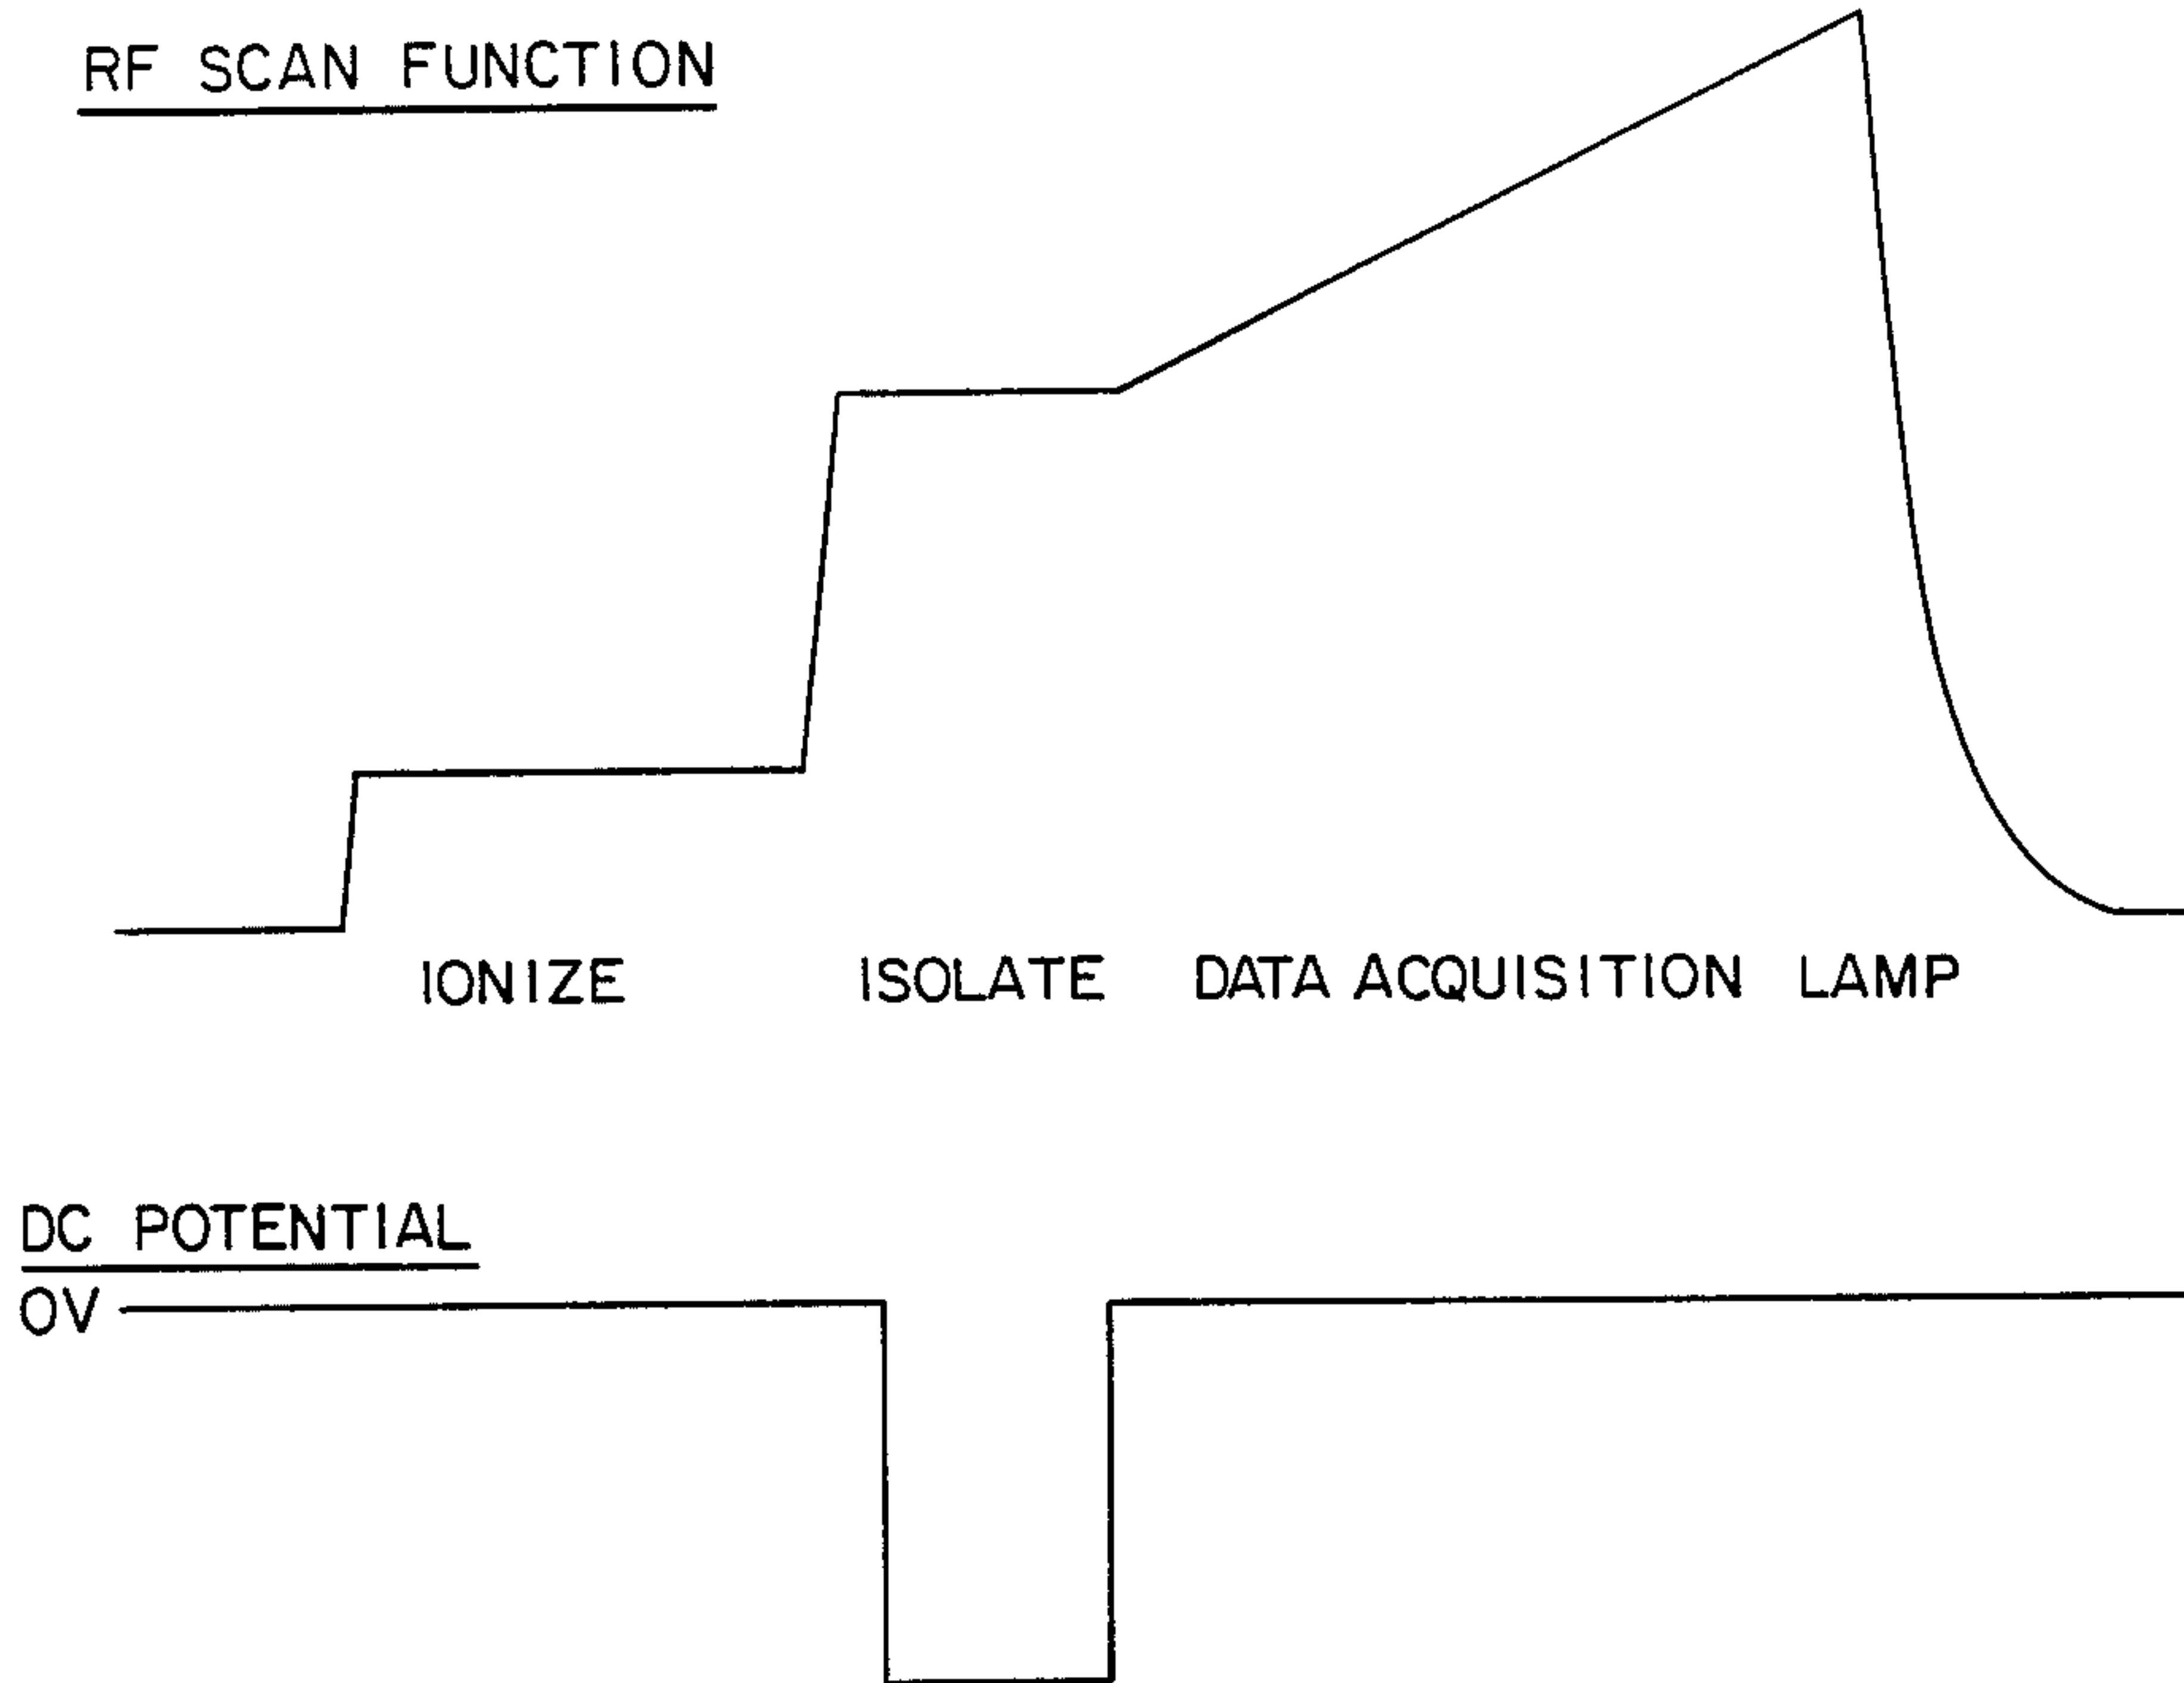 RF SCAN FUNCTION
IONIZE ISOLATE DATA ACQUISITION LAMP
DC POTENTIAL
OV